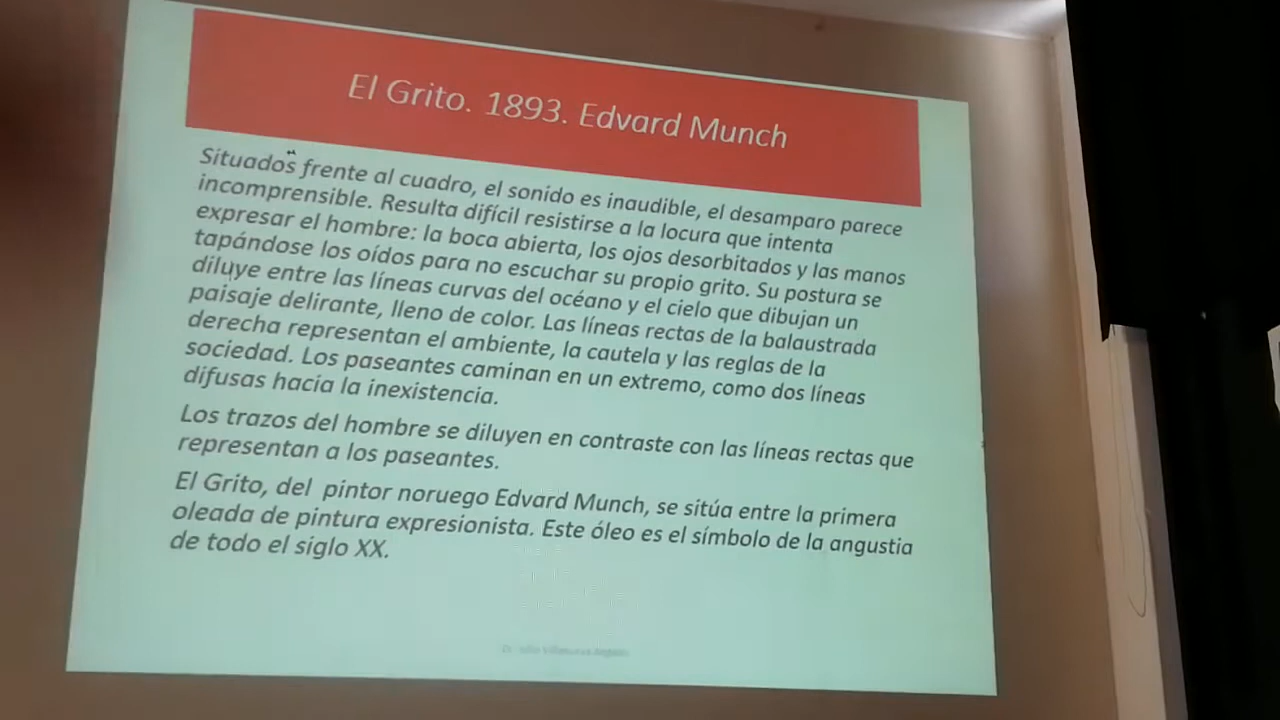 El Grito. 1893. Edvard Munch
Situados frente al cuadro, el sonido es inaudible, el desamparo parece
incomprensible. Resulta difícil resistirse a la locura que intenta
expresar el hombre: la boca abierta, los ojos desorbitados y las manos
tapándose los oídos para no escuchar su propio grito. Su postura se
diluye entre las líneas curvas del océano y el cielo que dibujan un
paisaje delirante, lleno de color. Las líneas rectas de la balaustrada
derecha representan el ambiente, la cautela y las reglas de la
sociedad. Los paseantes caminan en un extremo, como dos líneas
difusas hacia la inexistencia.
Los trazos del hombre se diluyen en contraste con las líneas rectas que
representan a los paseantes.
El Grito, del pintor noruego Edvard Munch, se sitúa entre la primera
oleada de pintura expresionista. Este óleo es el símbolo de la angustia
de todo el siglo XX.